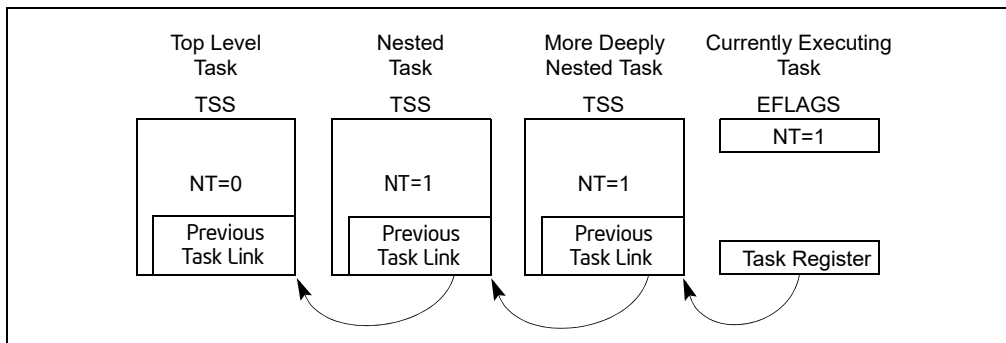 Top Level
Task
TSS
NT=0
Previous
Task Link
Nested
Task
TSS
NT=1
Previous
Task Link
More Deeply
Nested Task
TSS
NT=1
Previous
Task Link
Currently Executing
Task
EFLAGS
NT=1
Task Register